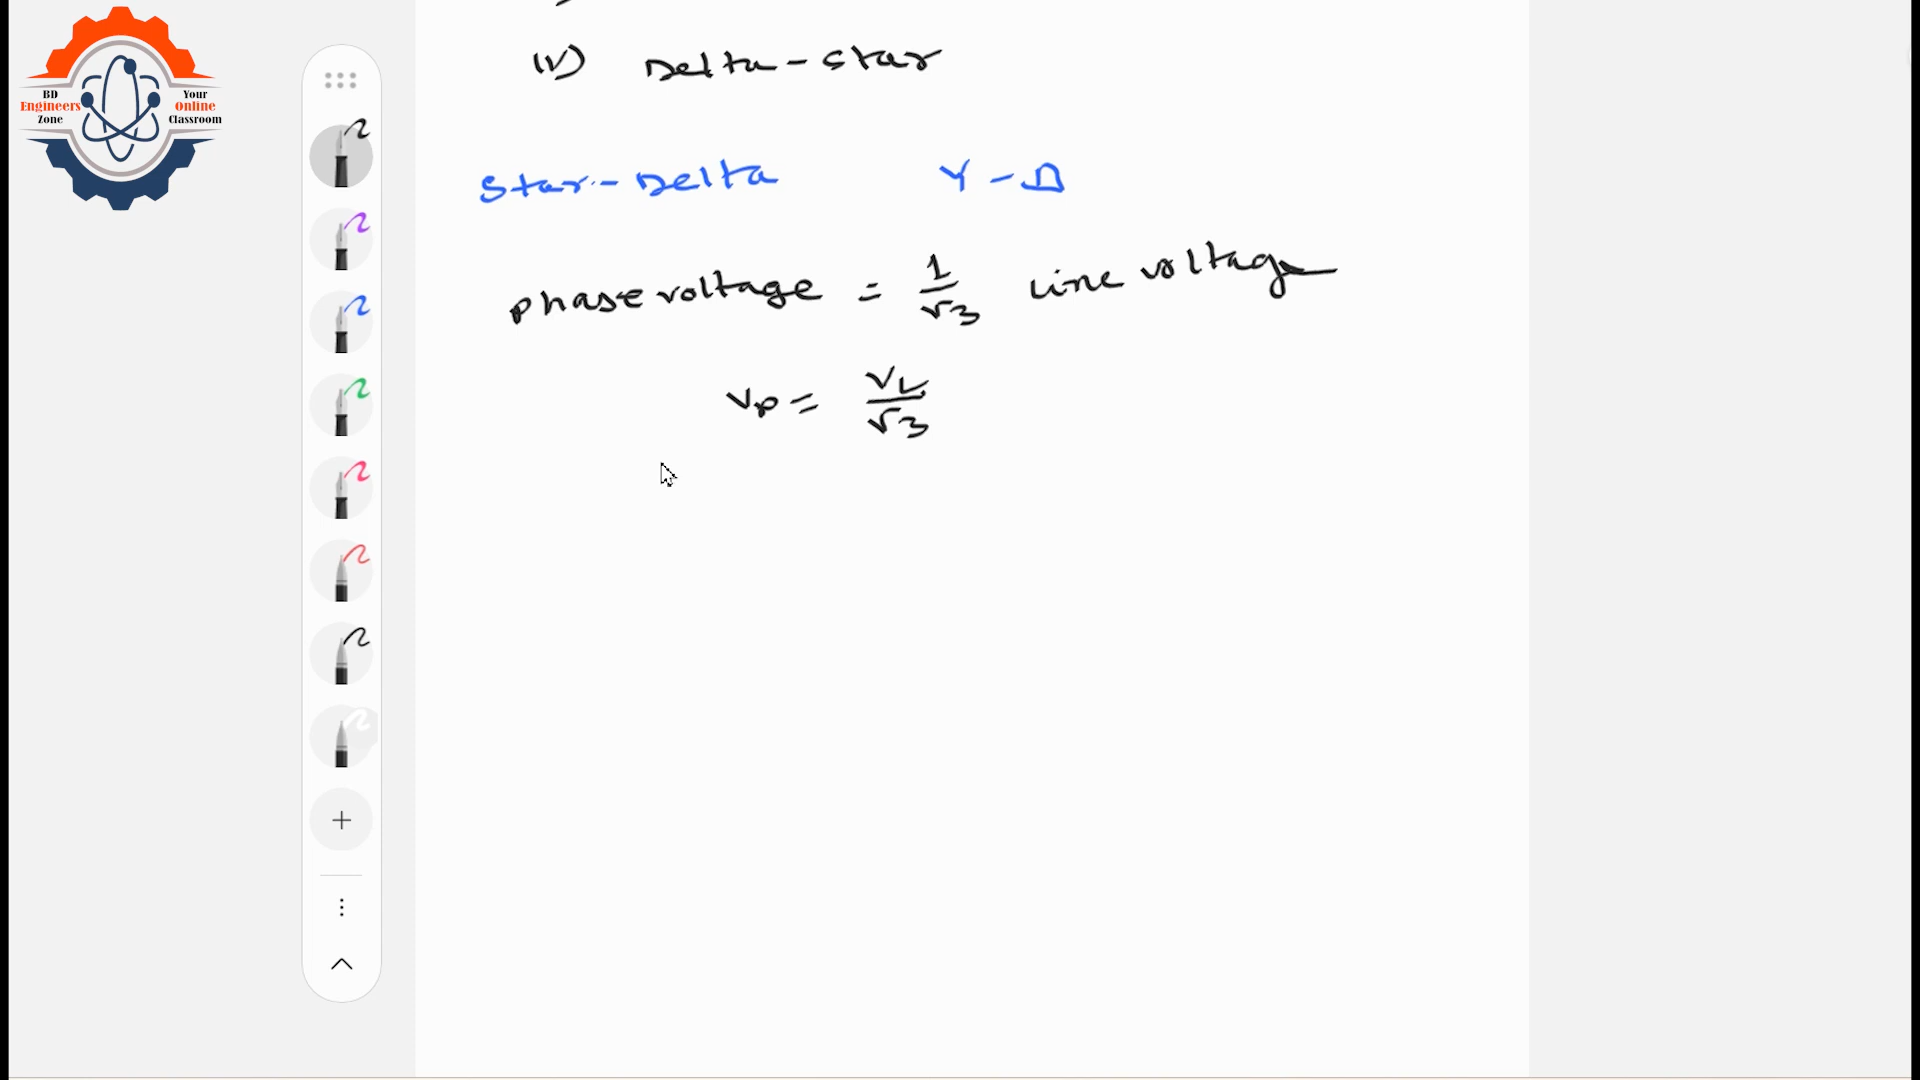 BD
Engineers
Zone
Your
Online
Classroom
(iv) Delta-star
Star-Delta Y-Δ
phase voltage = 1/√3 Line voltage
Vp = VL/√3